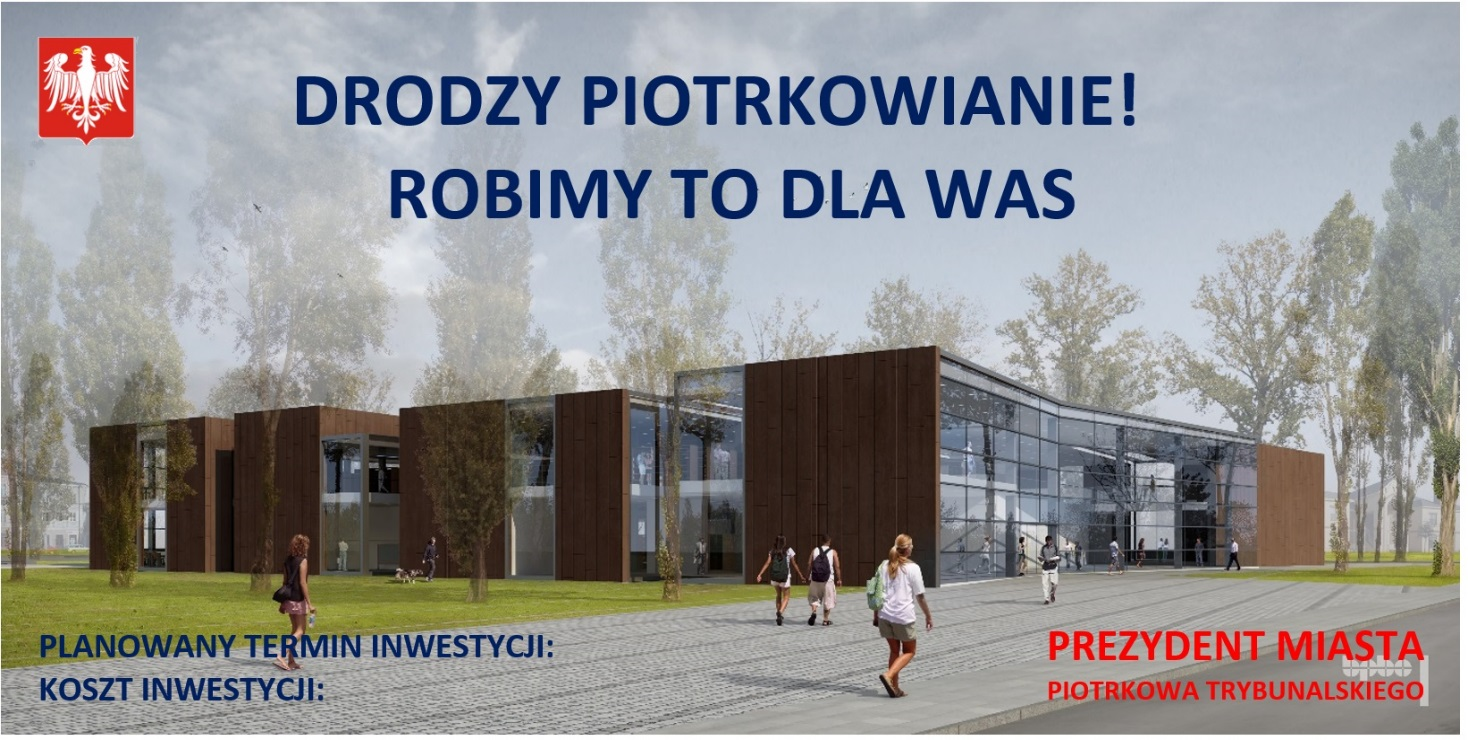 DRODZY PIOTRKOWIANIE!
ROBIMY TO DLA WAS
PLANOWANY TERMIN INWESTYCJI:
KOSZT INWESTYCJI:
PREZYDENT MIASTA
PIOTRKOWA TRYBUNALSKIEGO